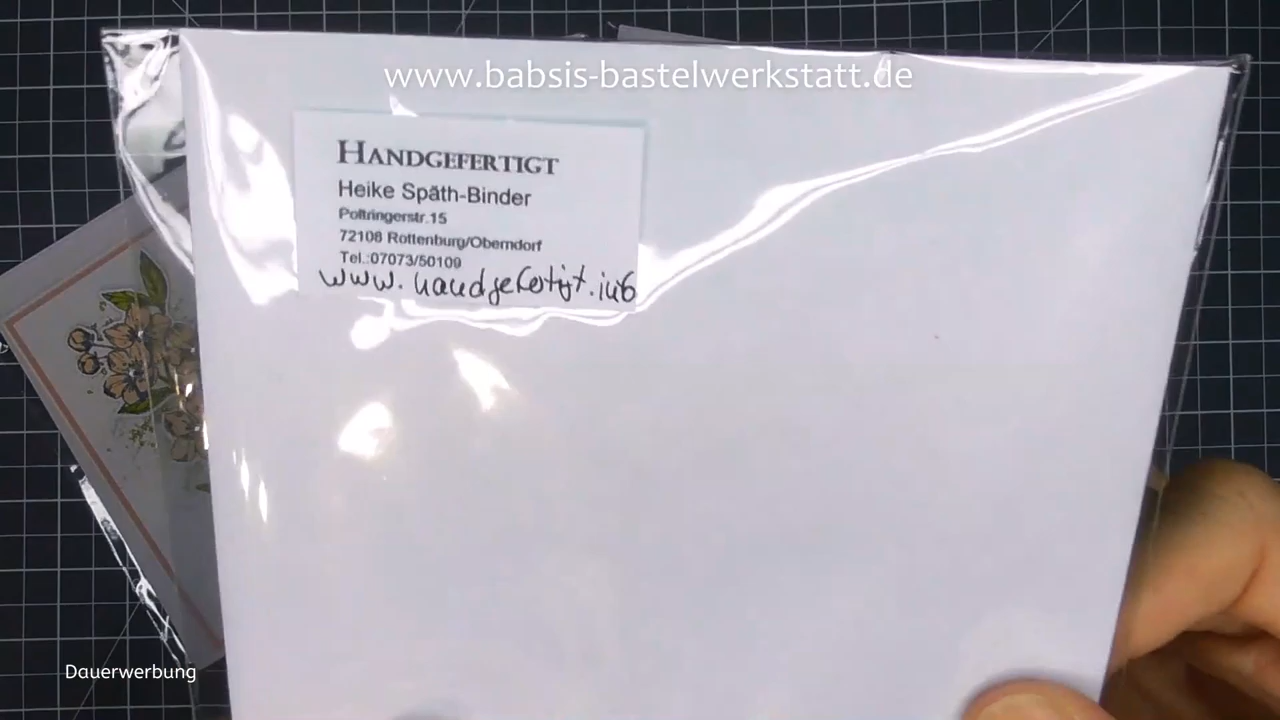 www.babsis-bastelwerkstatt.de
HANDGEFERTIGT
Heike Späth-Binder
Poltringerstr.15
72108 Rottenburg/Oberndorf
Tel.:07073/50109
www.handgefertigt.info
Dauerwerbung